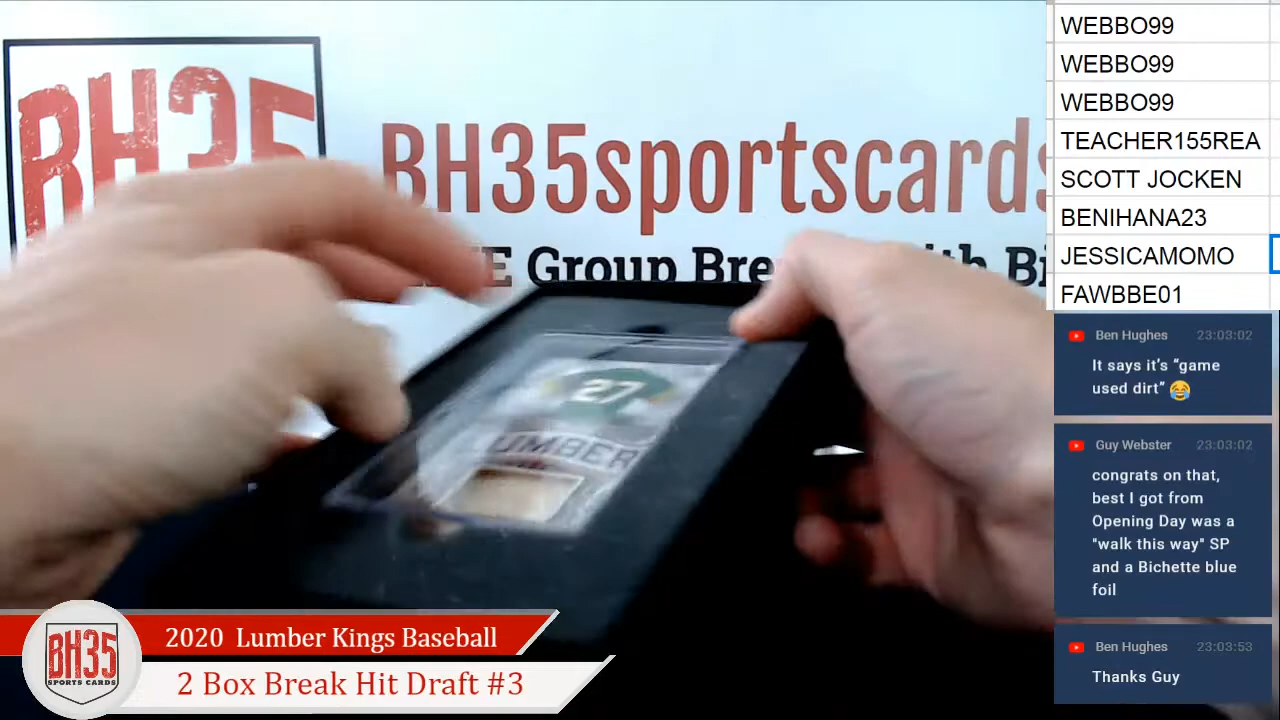 BH35
BH35sportscards
Group Bre
27
LUMBER
WEBBO99
WEBBO99
WEBBO99
TEACHER155REA
SCOTT JOCKEN
BENIHANA23
JESSICAMOMO
FAWBBE01
Ben Hughes 23:03:02
It says it's "game
used dirt" 😂
Guy Webster 23:03:02
congrats on that,
best I got from
Opening Day was a
"walk this way" SP
and a Bichette blue
foil
Ben Hughes 23:03:53
Thanks Guy
BH35
SPORTS CARDS
2020 Lumber Kings Baseball
2 Box Break Hit Draft #3